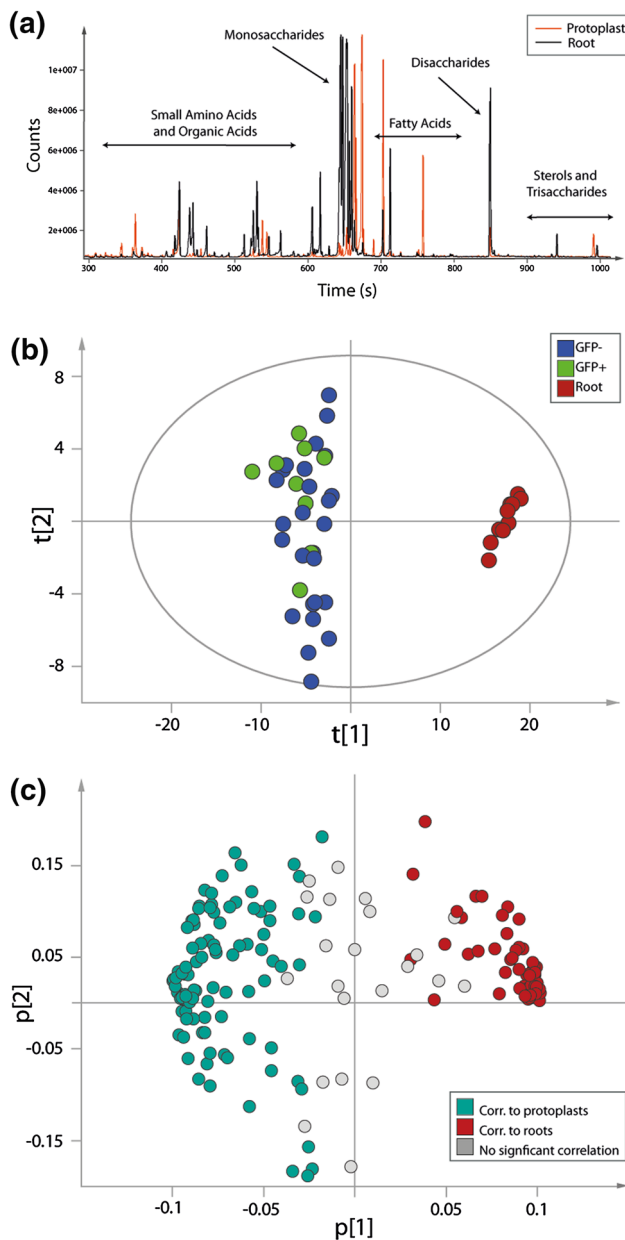 (a)
Protoplast
Root
Monosaccharides
Disaccharides
Small Amino Acids
and Organic Acids
Fatty Acids
Sterols and
Trisaccharides
Counts
1e+007
8e+006
6e+006
4e+006
2e+006
300 400 500 600 700 800 900 1000
Time (s)
(b)
GFP-
GFP+
Root
t[2]
8
4
0
-4
-8
-20 -10 0 10 20
t[1]
(c)
p[2]
0.15
0.05
-0.05
-0.15
Corr. to protoplasts
Corr. to roots
No signficant correlation
-0.1 -0.05 0.05 0.1
p[1]